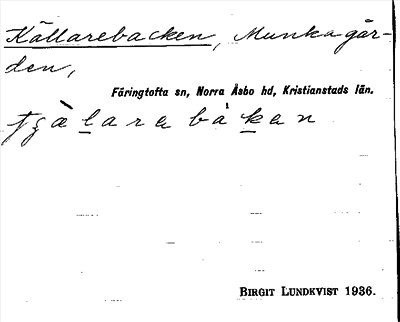 Källarebacken, Munkagår-
den,
Färingtofta sn, Norra Åsbo hd, Kristianstads län.
BIRGIT LUNDKVIST 1936.